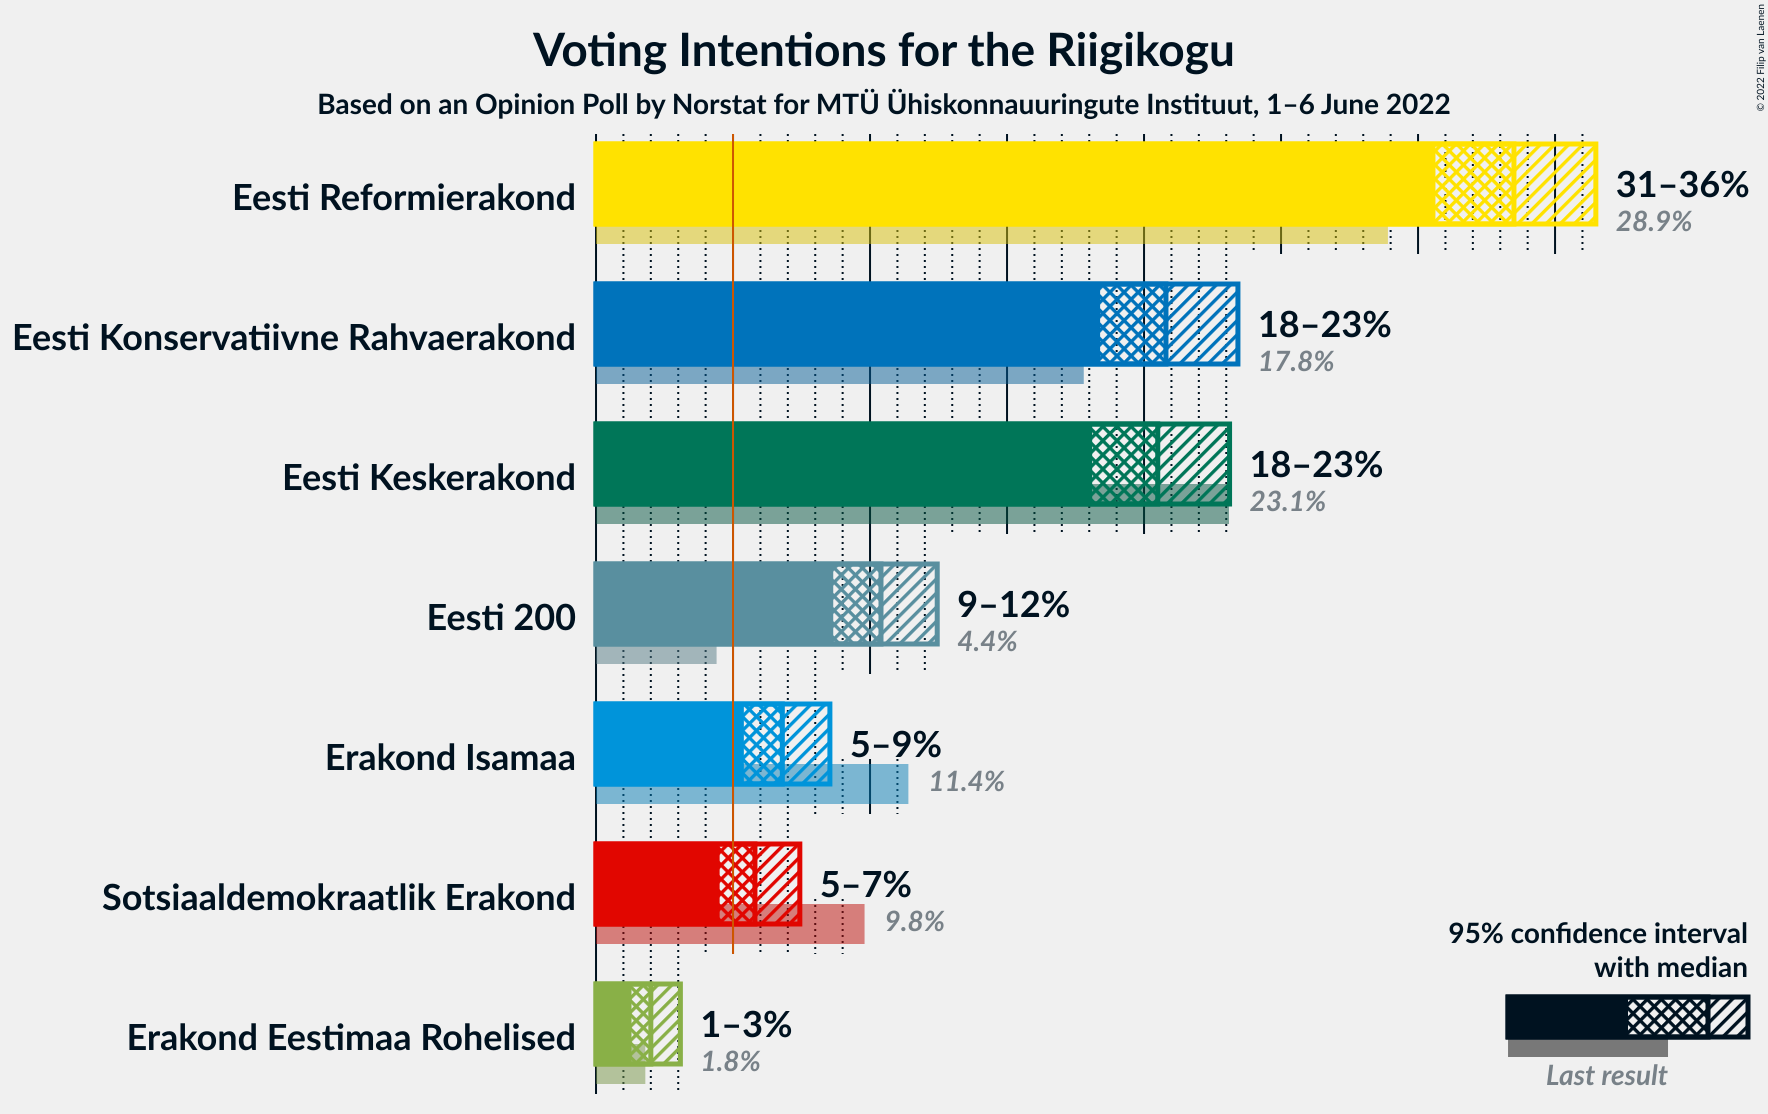 Voting Intentions for the Riigikogu
Based on an Opinion Poll by Norstat for MTÜ Ühiskonnauuringute Instituut, 1–6 June 2022
© 2022 Filip van Laenen
Eesti Reformierakond
31–36%
28.9%
Eesti Konservatiivne Rahvaerakond
18–23%
17.8%
Eesti Keskerakond
18–23%
23.1%
Eesti 200
9–12%
4.4%
Erakond Isamaa
5–9%
11.4%
Sotsiaaldemokraatlik Erakond
5–7%
9.8%
Erakond Eestimaa Rohelised
1–3%
1.8%
95% confidence interval
with median
Last result